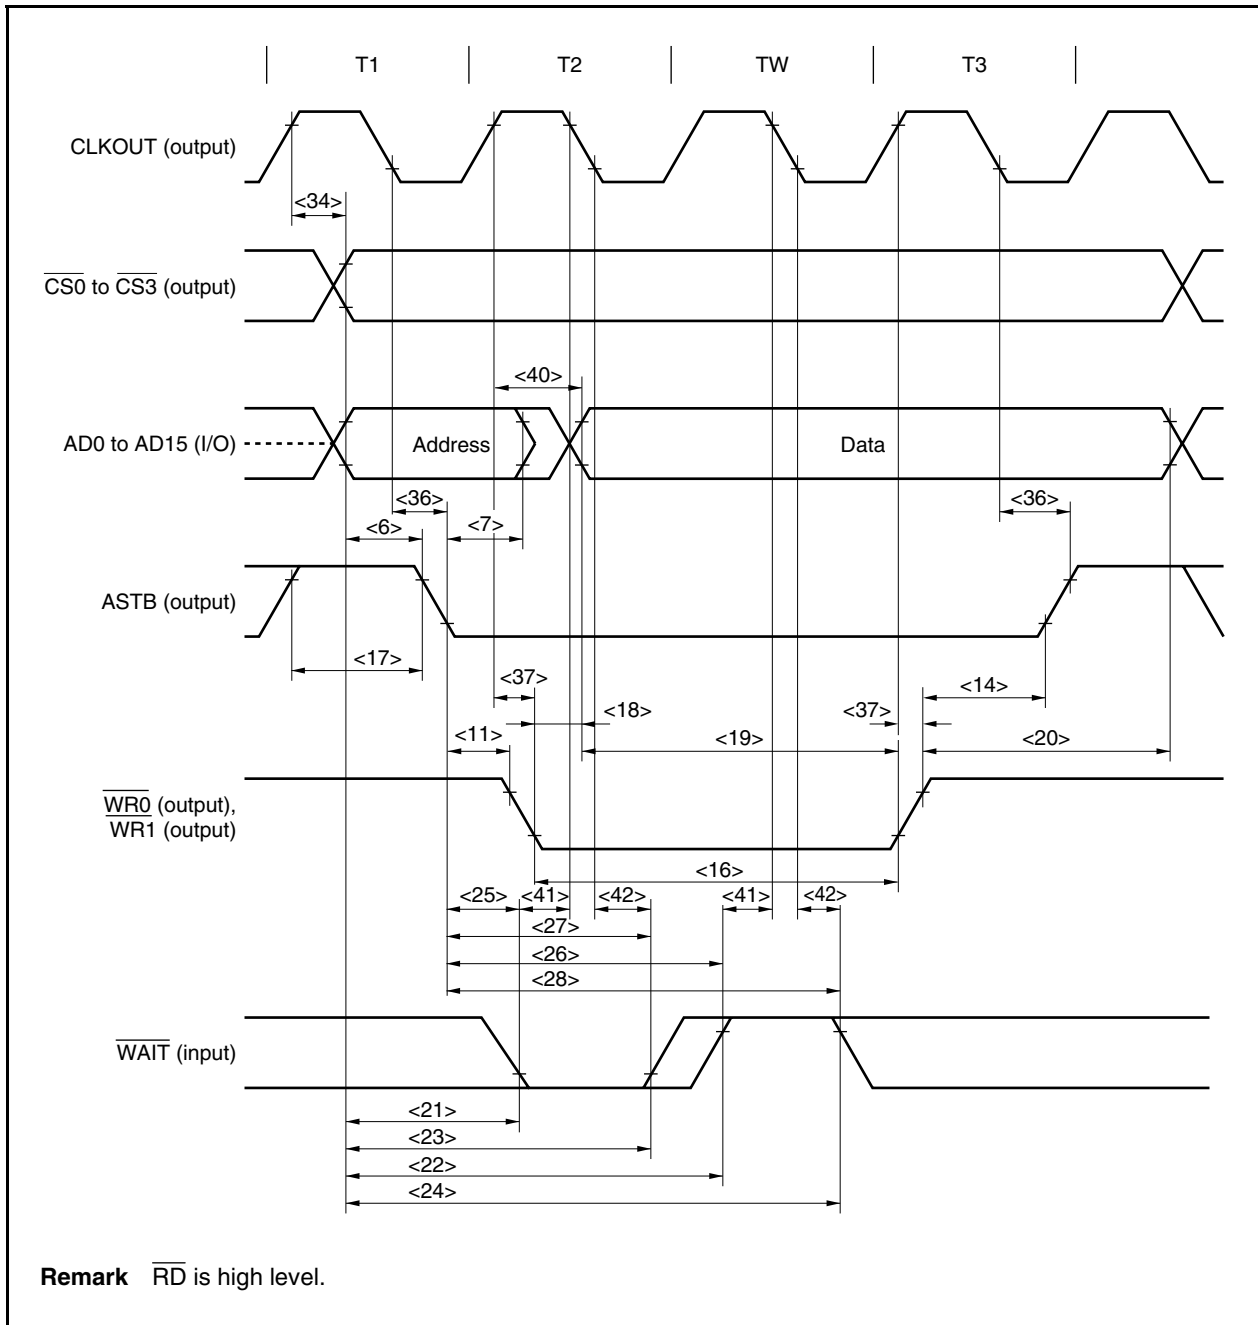 T1 T2 TW T3
CLKOUT (output)
<34>
CS0 to CS3 (output)
<40>
AD0 to AD15 (I/O) Address Data
<36> <36>
<6> <7>
ASTB (output)
<17>
<37> <14>
<18> <37>
<11> <19> <20>
WR0 (output),
WR1 (output)
<16>
<25> <41> <42> <41> <42>
<27>
<26>
<28>
WAIT (input)
<21>
<23>
<22>
<24>
Remark RD is high level.